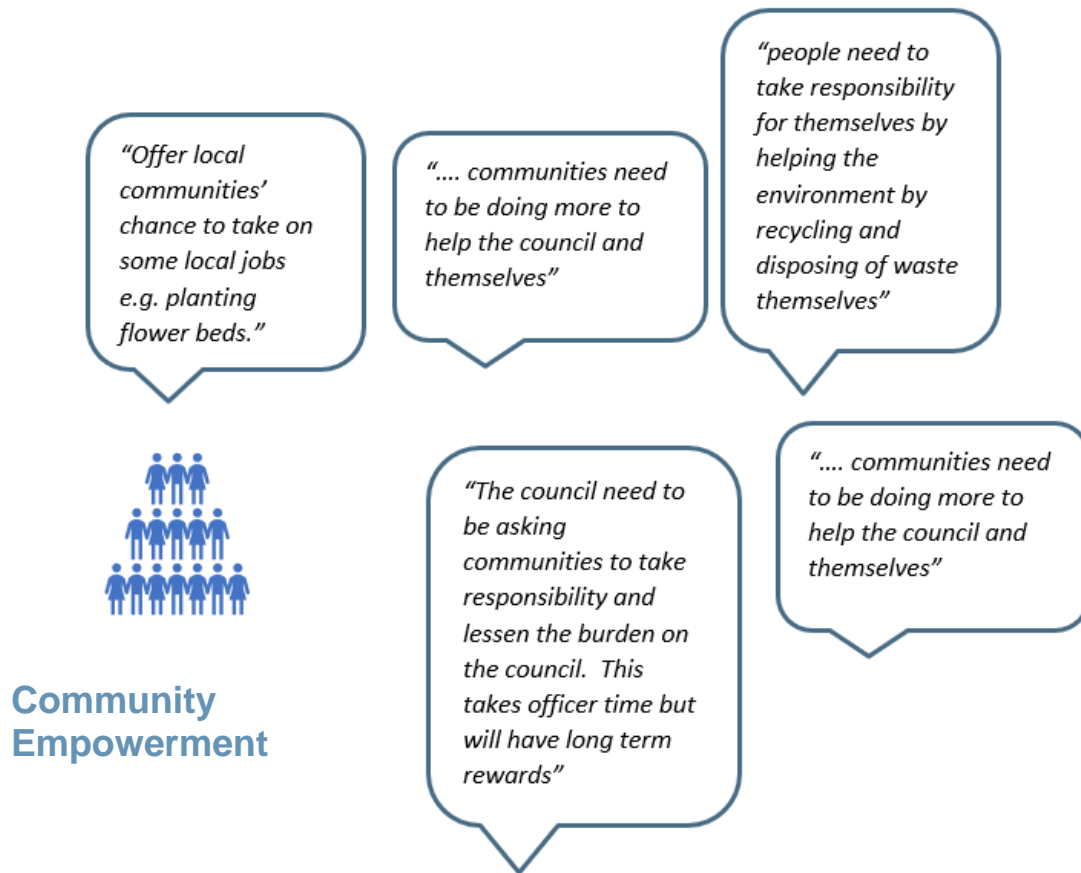 “Offer local
communities’
chance to take on
some local jobs
e.g. planting
flower beds.”
“.... communities need
to be doing more to
help the council and
themselves”
“people need to
take responsibility
for themselves by
helping the
environment by
recycling and
disposing of waste
themselves”
“The council need to
be asking
communities to take
responsibility and
lessen the burden on
the council.  This
takes officer time but
will have long term
rewards”
“.... communities need
to be doing more to
help the council and
themselves”
Community
Empowerment